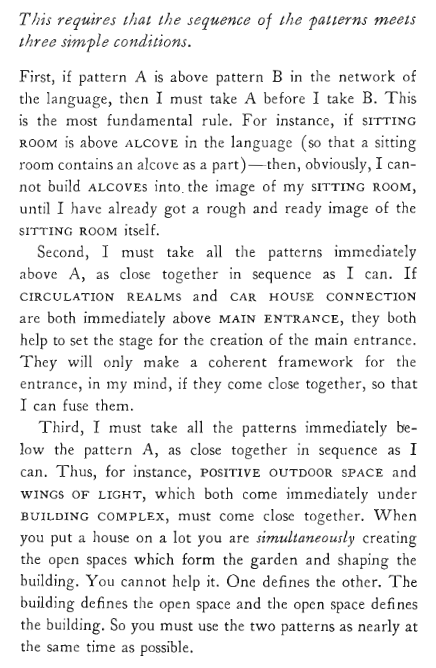 This requires that the sequence of the patterns meets
three simple conditions.
First, if pattern A is above pattern B in the network of
the language, then I must take A before I take B. This
is the most fundamental rule. For instance, if SITTING
ROOM is above ALCOVE in the language (so that a sitting
room contains an alcove as a part)—then, obviously, I can-
not build ALCOVES into the image of my SITTING ROOM,
until I have already got a rough and ready image of the
SITTING ROOM itself.
Second, I must take all the patterns immediately
above A, as close together in sequence as I can. If
CIRCULATION REALMS and CAR HOUSE CONNECTION
are both immediately above MAIN ENTRANCE, they both
help to set the stage for the creation of the main entrance.
They will only make a coherent framework for the
entrance, in my mind, if they come close together, so that
I can fuse them.
Third, I must take all the patterns immediately be-
low the pattern A, as close together in sequence as I
can. Thus, for instance, POSITIVE OUTDOOR SPACE and
WINGS OF LIGHT, which both come immediately under
BUILDING COMPLEX, must come close together. When
you put a house on a lot you are simultaneously creating
the open spaces which form the garden and shaping the
building. You cannot help it. One defines the other. The
building defines the open space and the open space defines
the building. So you must use the two patterns as nearly at
the same time as possible.